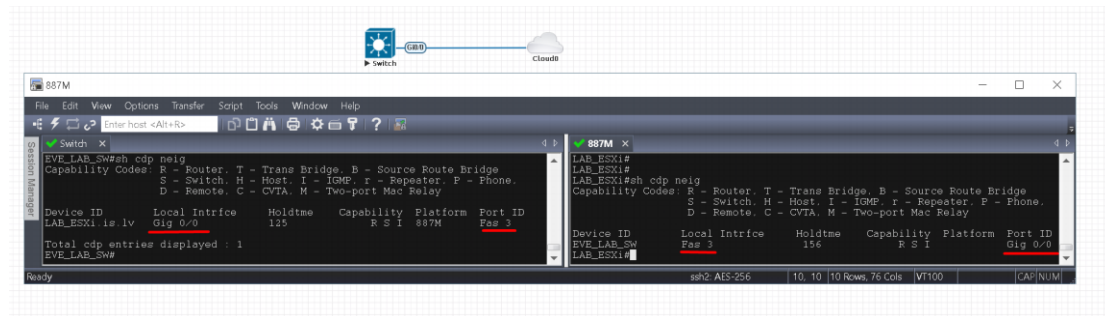 Gi0/0
Switch
Cloud0
887M
File Edit View Options Transfer Script Tools Window Help
Enter host <Alt+R>
Session Manager
Switch
EVE_LAB_SW#sh cdp neig
Capability Codes: R - Router, T - Trans Bridge, B - Source Route Bridge
S - Switch, H - Host, I - IGMP, r - Repeater, P - Phone,
D - Remote, C - CVTA, M - Two-port Mac Relay
Device ID Local Intrfce Holdtme Capability Platform Port ID
LAB_ESXi.is.lv Gig 0/0 125 R S I 887M Fas 3
Total cdp entries displayed : 1
EVE_LAB_SW#
887M
LAB_ESXi#
LAB_ESXi#
LAB_ESXi#sh cdp neig
Capability Codes: R - Router, T - Trans Bridge, B - Source Route Bridge
S - Switch, H - Host, I - IGMP, r - Repeater, P - Phone,
D - Remote, C - CVTA, M - Two-port Mac Relay
Device ID Local Intrfce Holdtme Capability Platform Port ID
EVE_LAB_SW Fas 3 156 R S I Gig 0/0
LAB_ESXi#
Ready ssh2: AES-256 10, 10 10 Rows, 76 Cols VT100 CAP NUM